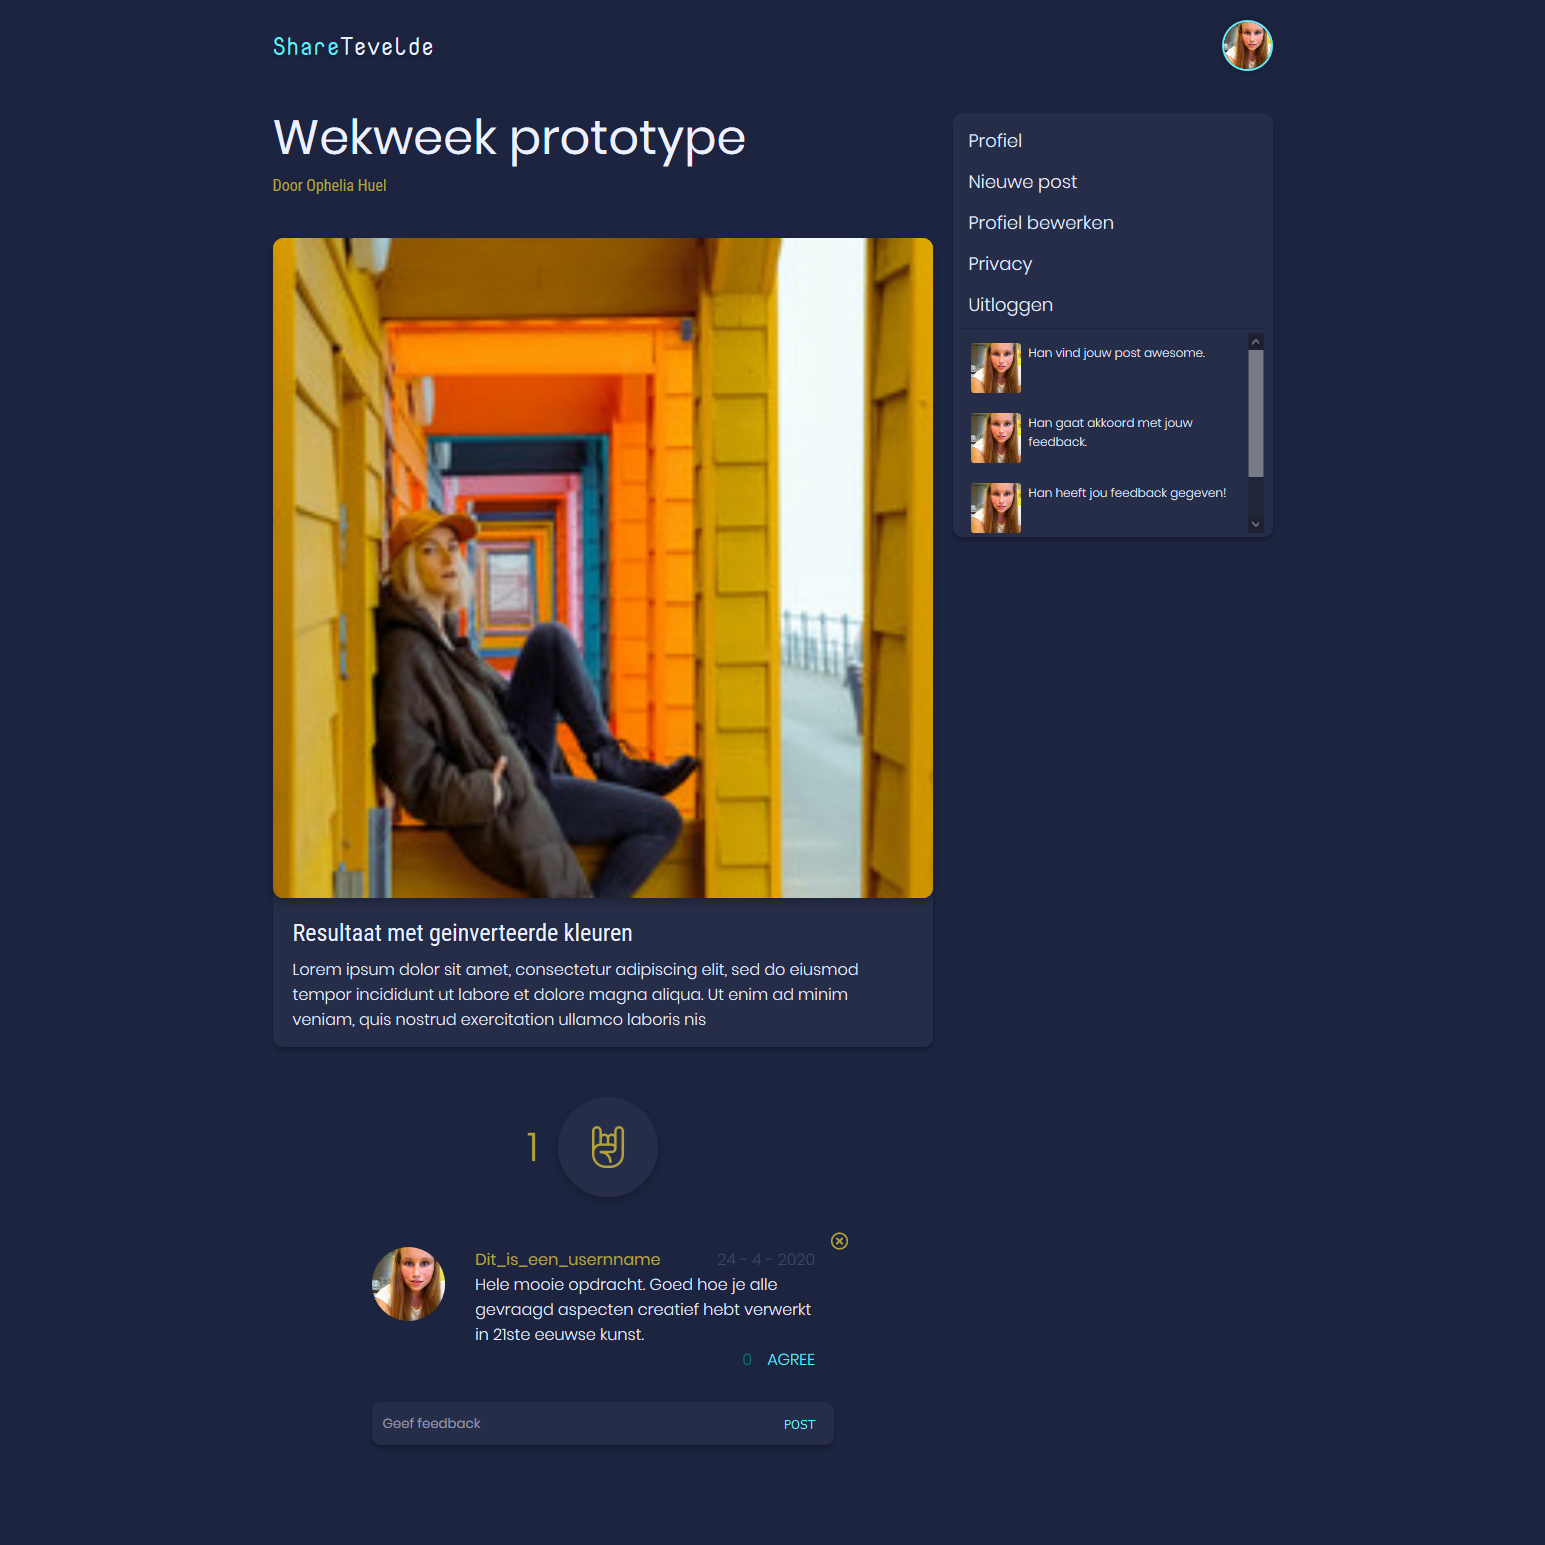 ShareTevelde
Wekweek prototype
Door Ophelia Huel
Profiel
Nieuwe post
Profiel bewerken
Privacy
Uitloggen
Han vind jouw post awesome.
Han gaat akkoord met jouw
feedback.
Han heeft jou feedback gegeven!
Resultaat met geinverteerde kleuren
Lorem ipsum dolor sit amet, consectetur adipiscing elit, sed do eiusmod
tempor incididunt ut labore et dolore magna aliqua. Ut enim ad minim
veniam, quis nostrud exercitation ullamco laboris nis
1
Dit_is_een_usernname 24 - 4 - 2020
Hele mooie opdracht. Goed hoe je alle
gevraagd aspecten creatief hebt verwerkt
in 21ste eeuwse kunst.
0 AGREE
Geef feedback POST